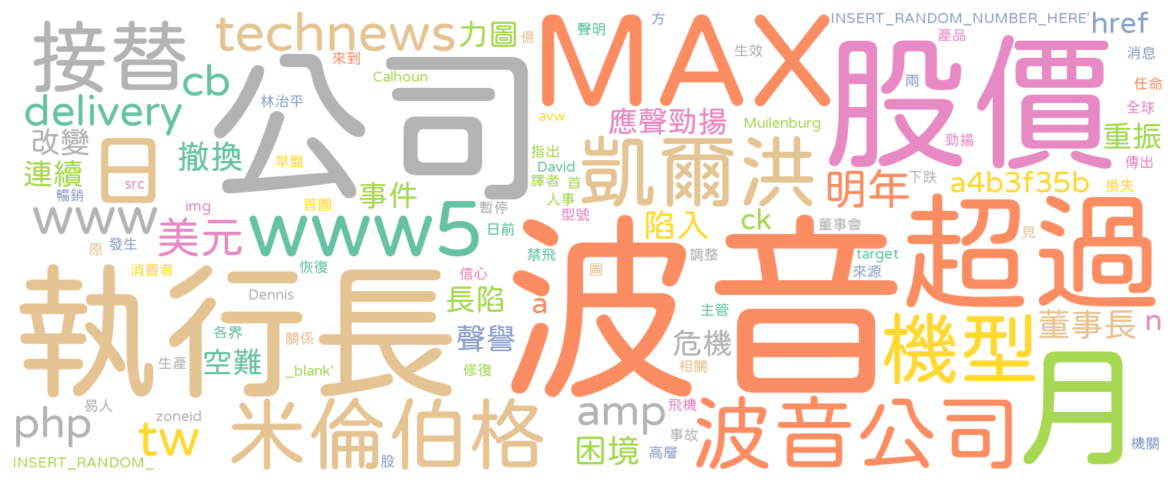 接替
technews
力圖
億
聲明
方
INSERT_RANDOM_NUMBER_HERE'
href
MAX
股價
產品
消息
生效
兩
任命
來到
Calhoun
cb
公司
林治平
delivery
avw
應聲勁揚
Muilenburg
勁揚
全球
重振
傳出
改變
日
撤換
早盤
指出
David
凱爾洪
明年
下跌
a4b3f35b
損失
連續
暢銷
src
事件
譯者
首
人事
型號
www
img
首圖
暫停
美元
www5
日前
陷入
ck
董事會
超過
見
原
發生
消費者
恢復
禁飛
波音
調整
target
來源
圖
信心
執行長
Dennis
長陷
a
主管
機型
董事長
n
各界
關係
聲譽
危機
相關
月
生產
空難
_blank'
修復
php
易人
zoneid
tw
米倫伯格
amp
飛機
事故
波音公司
困境
高層
機關
INSERT_RANDOM_
股